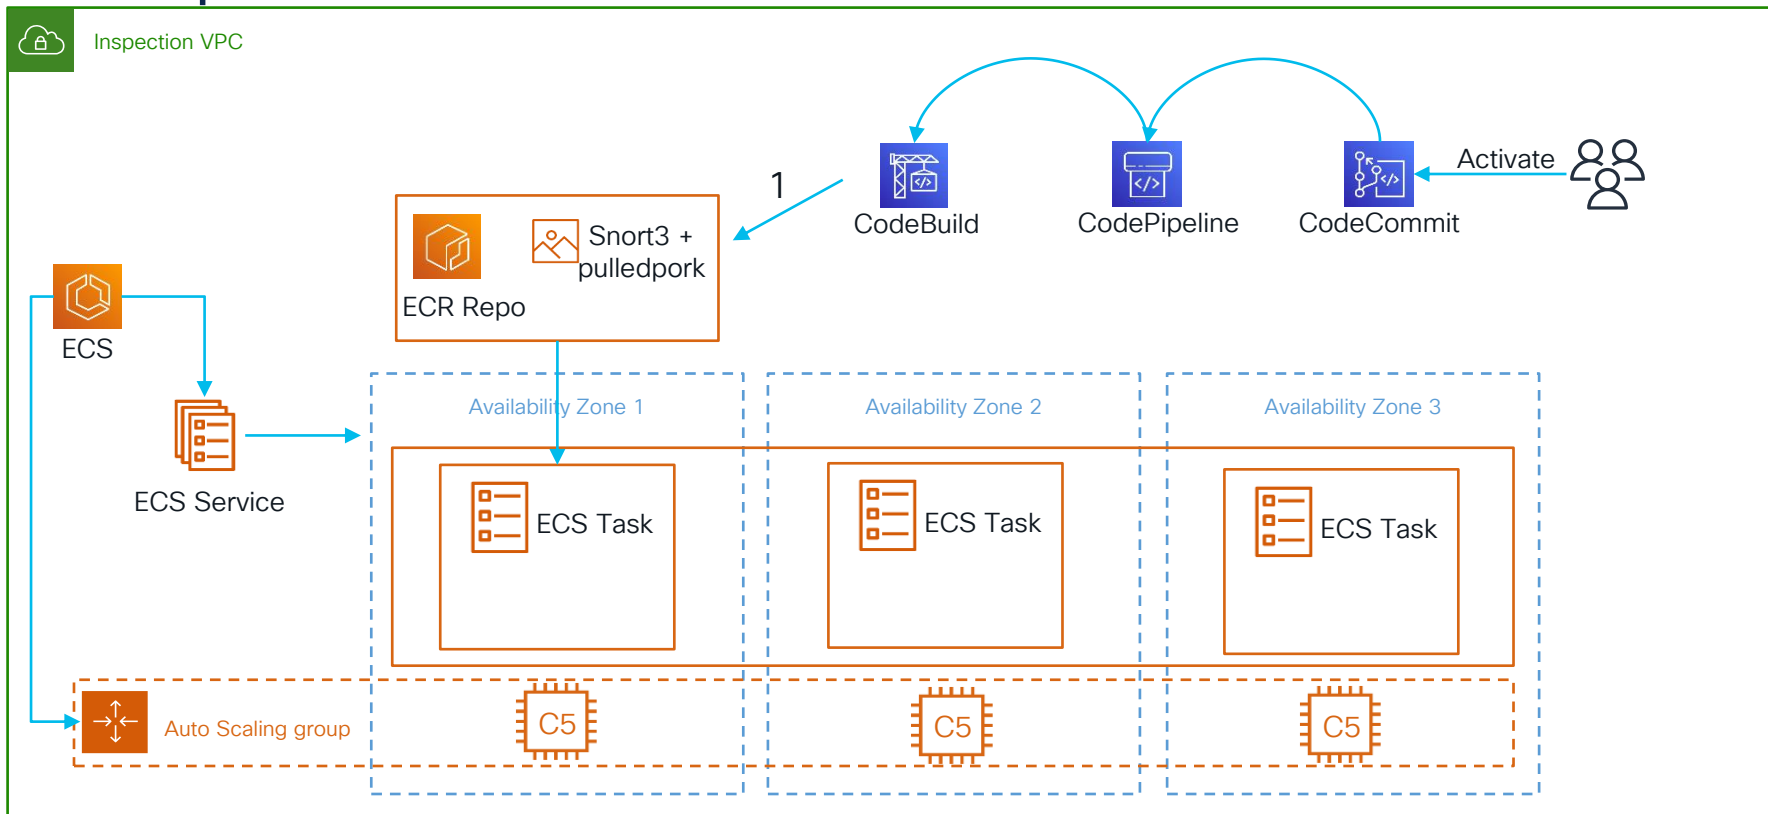 Inspection VPC
Activate
1
CodeBuild
CodePipeline
CodeCommit
Snort3 +
pulledpork
ECR Repo
ECS
ECS Service
Availability Zone 1
Availability Zone 2
Availability Zone 3
ECS Task
ECS Task
ECS Task
Auto Scaling group
C5
C5
C5